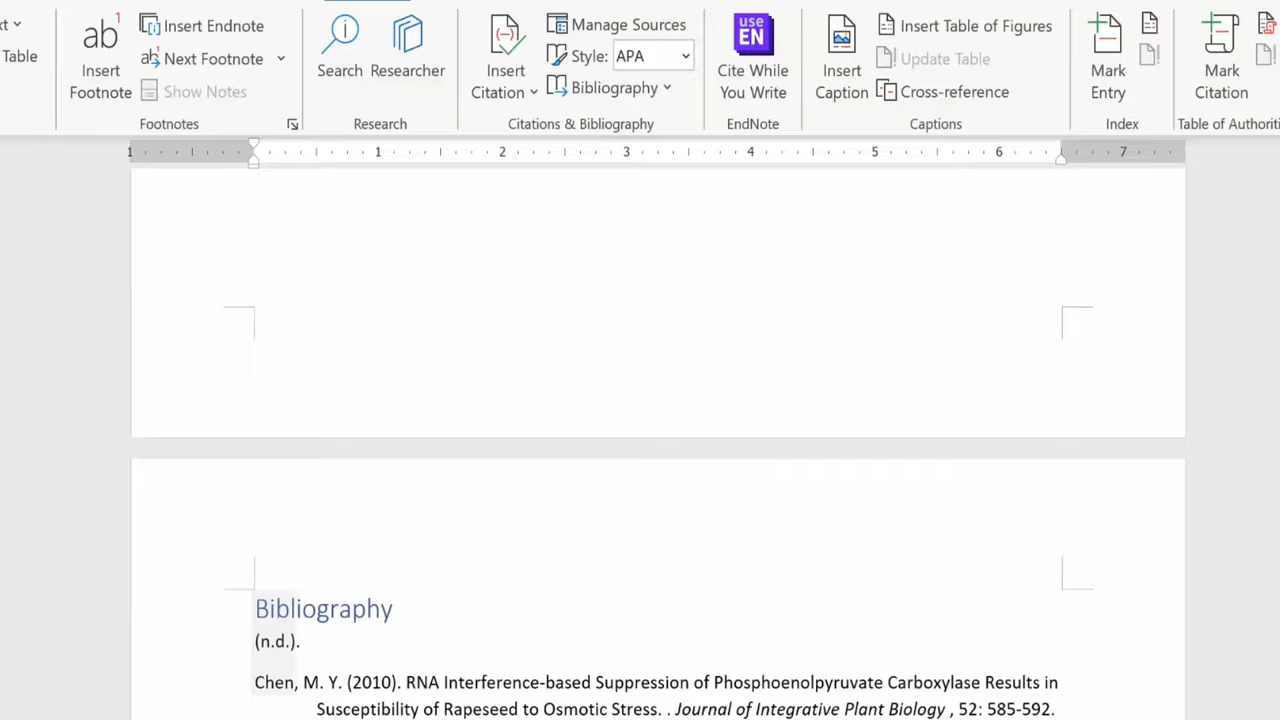 Table
ab1
Insert
Footnote
Insert Endnote
Next Footnote
Show Notes
Footnotes
Search
Researcher
Research
Insert
Citation
Manage Sources
Style: APA
Bibliography
Citations & Bibliography
use
EN
Cite While
You Write
EndNote
Insert
Caption
Insert Table of Figures
Update Table
Cross-reference
Captions
Mark
Entry
Index
Mark
Citation
Table of Authoriti
1 1 2 3 4 5 6 7
Bibliography
(n.d.).
Chen, M. Y. (2010). RNA Interference-based Suppression of Phosphoenolpyruvate Carboxylase Results in
Susceptibility of Rapeseed to Osmotic Stress. . Journal of Integrative Plant Biology , 52: 585-592.